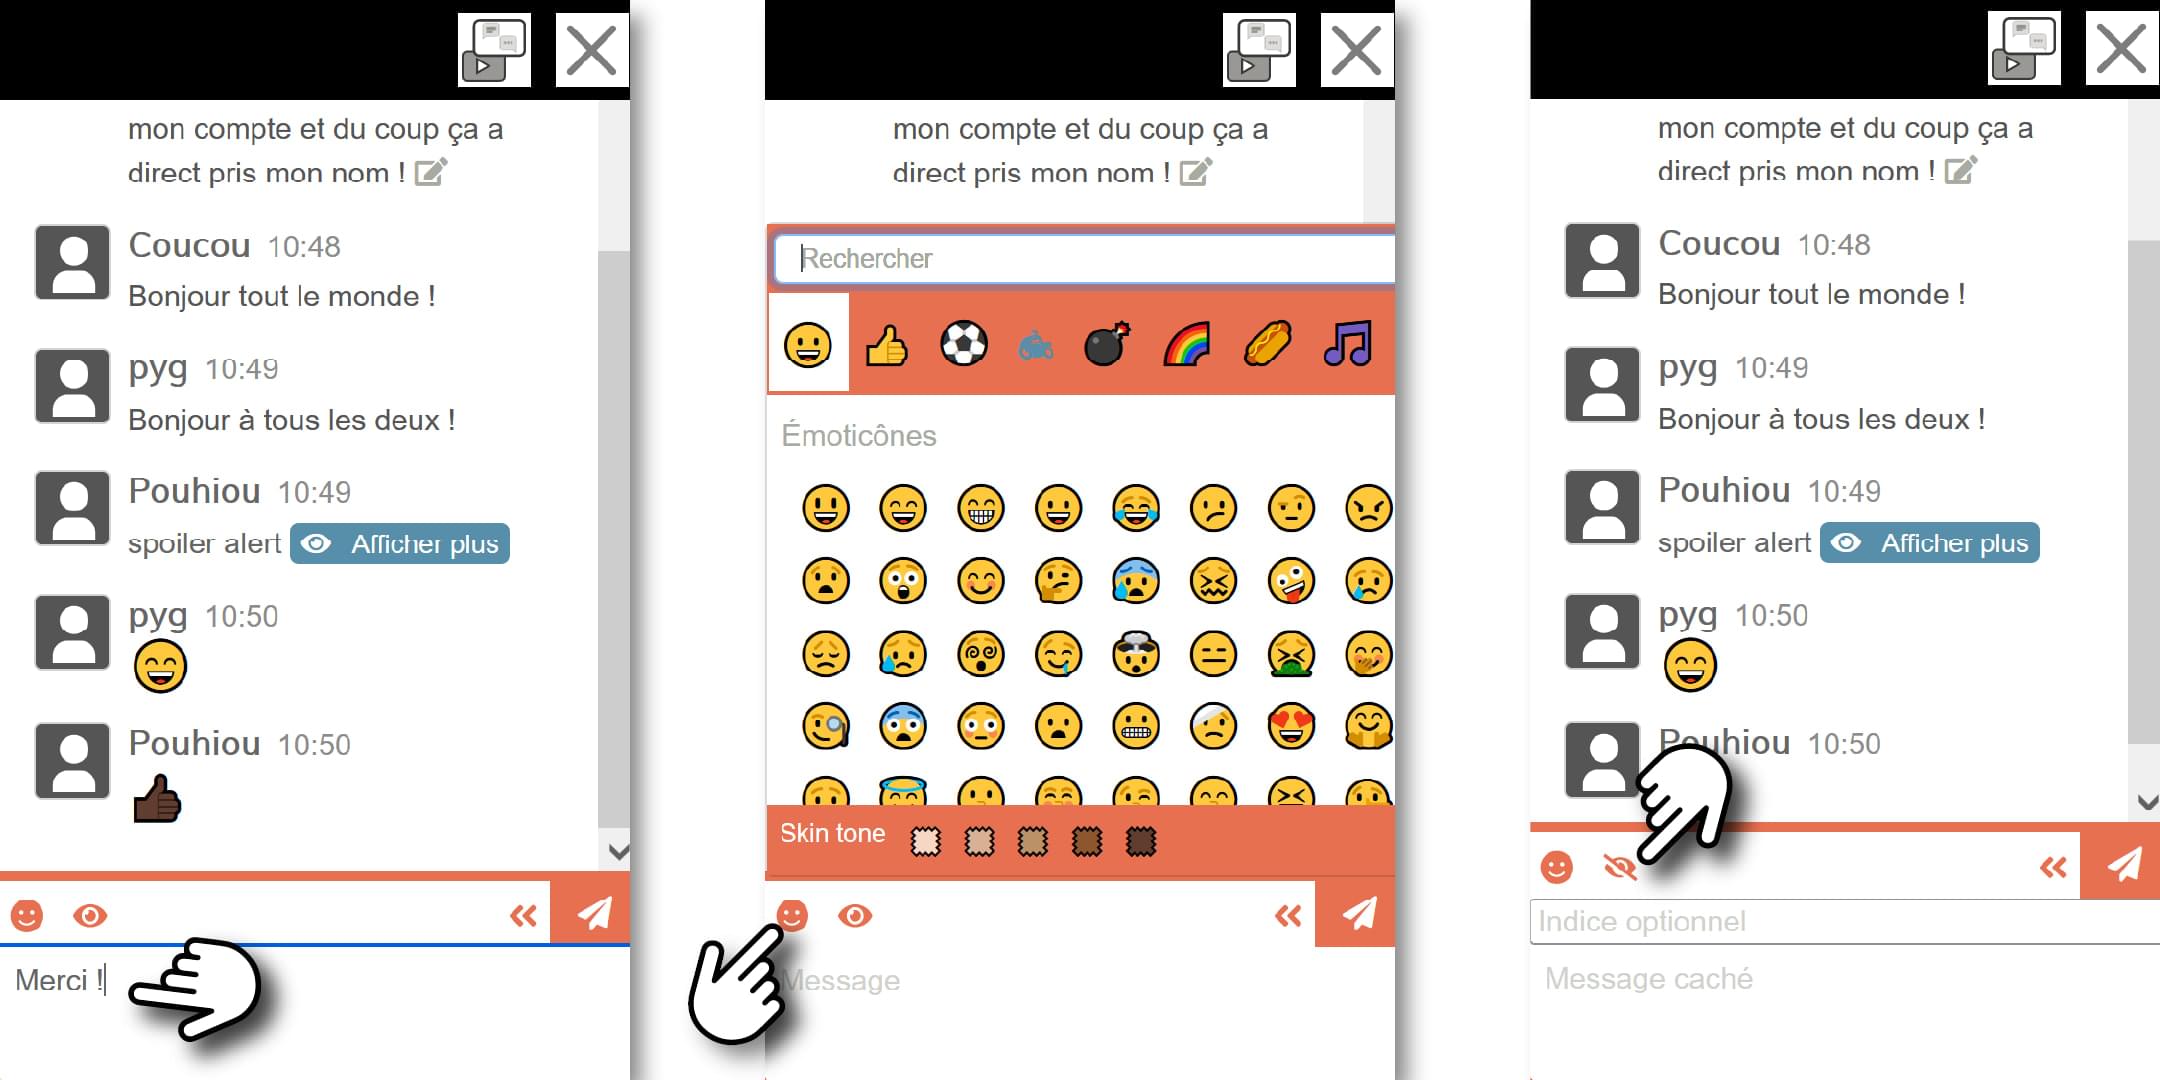 mon compte et du coup ça a
direct pris mon nom !
Coucou 10:48
Bonjour tout le monde !
pyg 10:49
Bonjour à tous les deux !
Pouhiou 10:49
spoiler alert Afficher plus
pyg 10:50
Pouhiou 10:50
Merci !
mon compte et du coup ça a
direct pris mon nom !
Rechercher
Émoticônes
Skin tone
Message
mon compte et du coup ça a
direct pris mon nom !
Coucou 10:48
Bonjour tout le monde !
pyg 10:49
Bonjour à tous les deux !
Pouhiou 10:49
spoiler alert Afficher plus
pyg 10:50
Pouhiou 10:50
Indice optionnel
Message caché